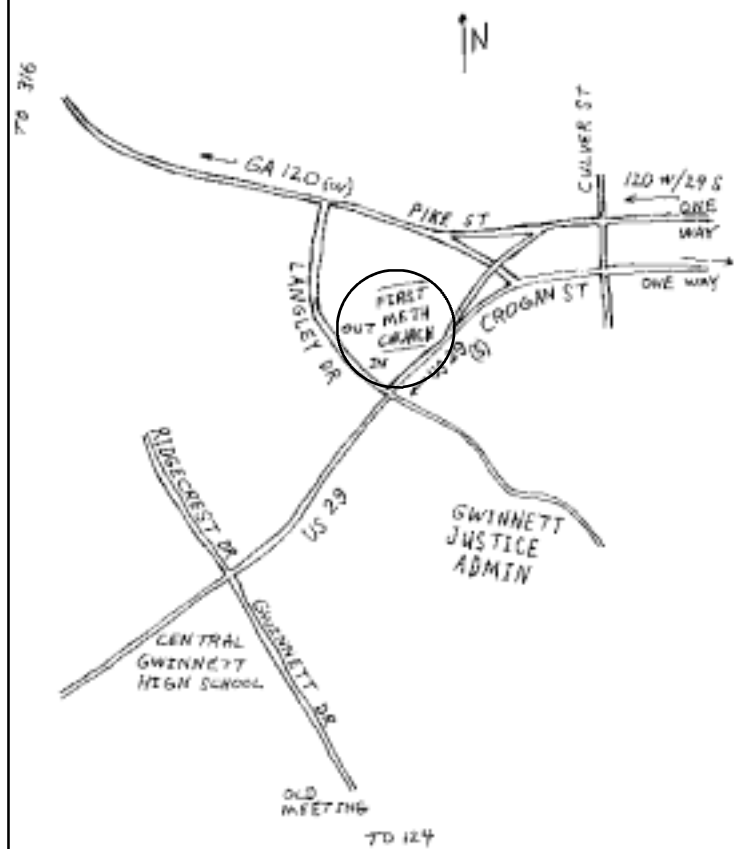 N
TO 316
CULVER ST
GA 120 (W)
120 W/29 S
PIKE ST
ONE
WAY
ONE WAY
LANGLEY DR
FIRST
OUT METH
CHURCH
IN
CROGAN ST
US 29 (S)
RIDGECREST DR
US 29
GWINNETT
JUSTICE
ADMIN
CENTRAL
GWINNETT
HIGH SCHOOL
GWINNETT DR
OLD
MEETING
TO 124